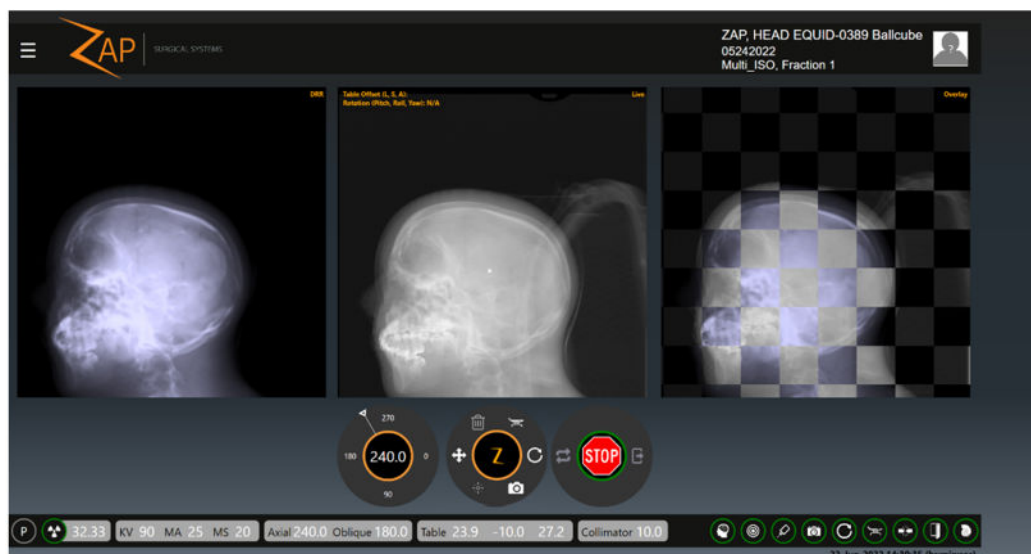 ZAP
SURGICAL SYSTEMS
ZAP, HEAD EQUID-0389 Ballcube
05242022
Multi_ISO, Fraction 1
?
DRR
Table Offset (L, S, A):
Rotation (Pitch, Roll, Yaw): N/A
Live
Overlay
270
180
240.0
0
90
Z
STOP
P
32.33
KV 90 MA 25 MS 20
Axial 240.0 Oblique 180.0
Table 23.9 -10.0 27.2
Collimator 10.0